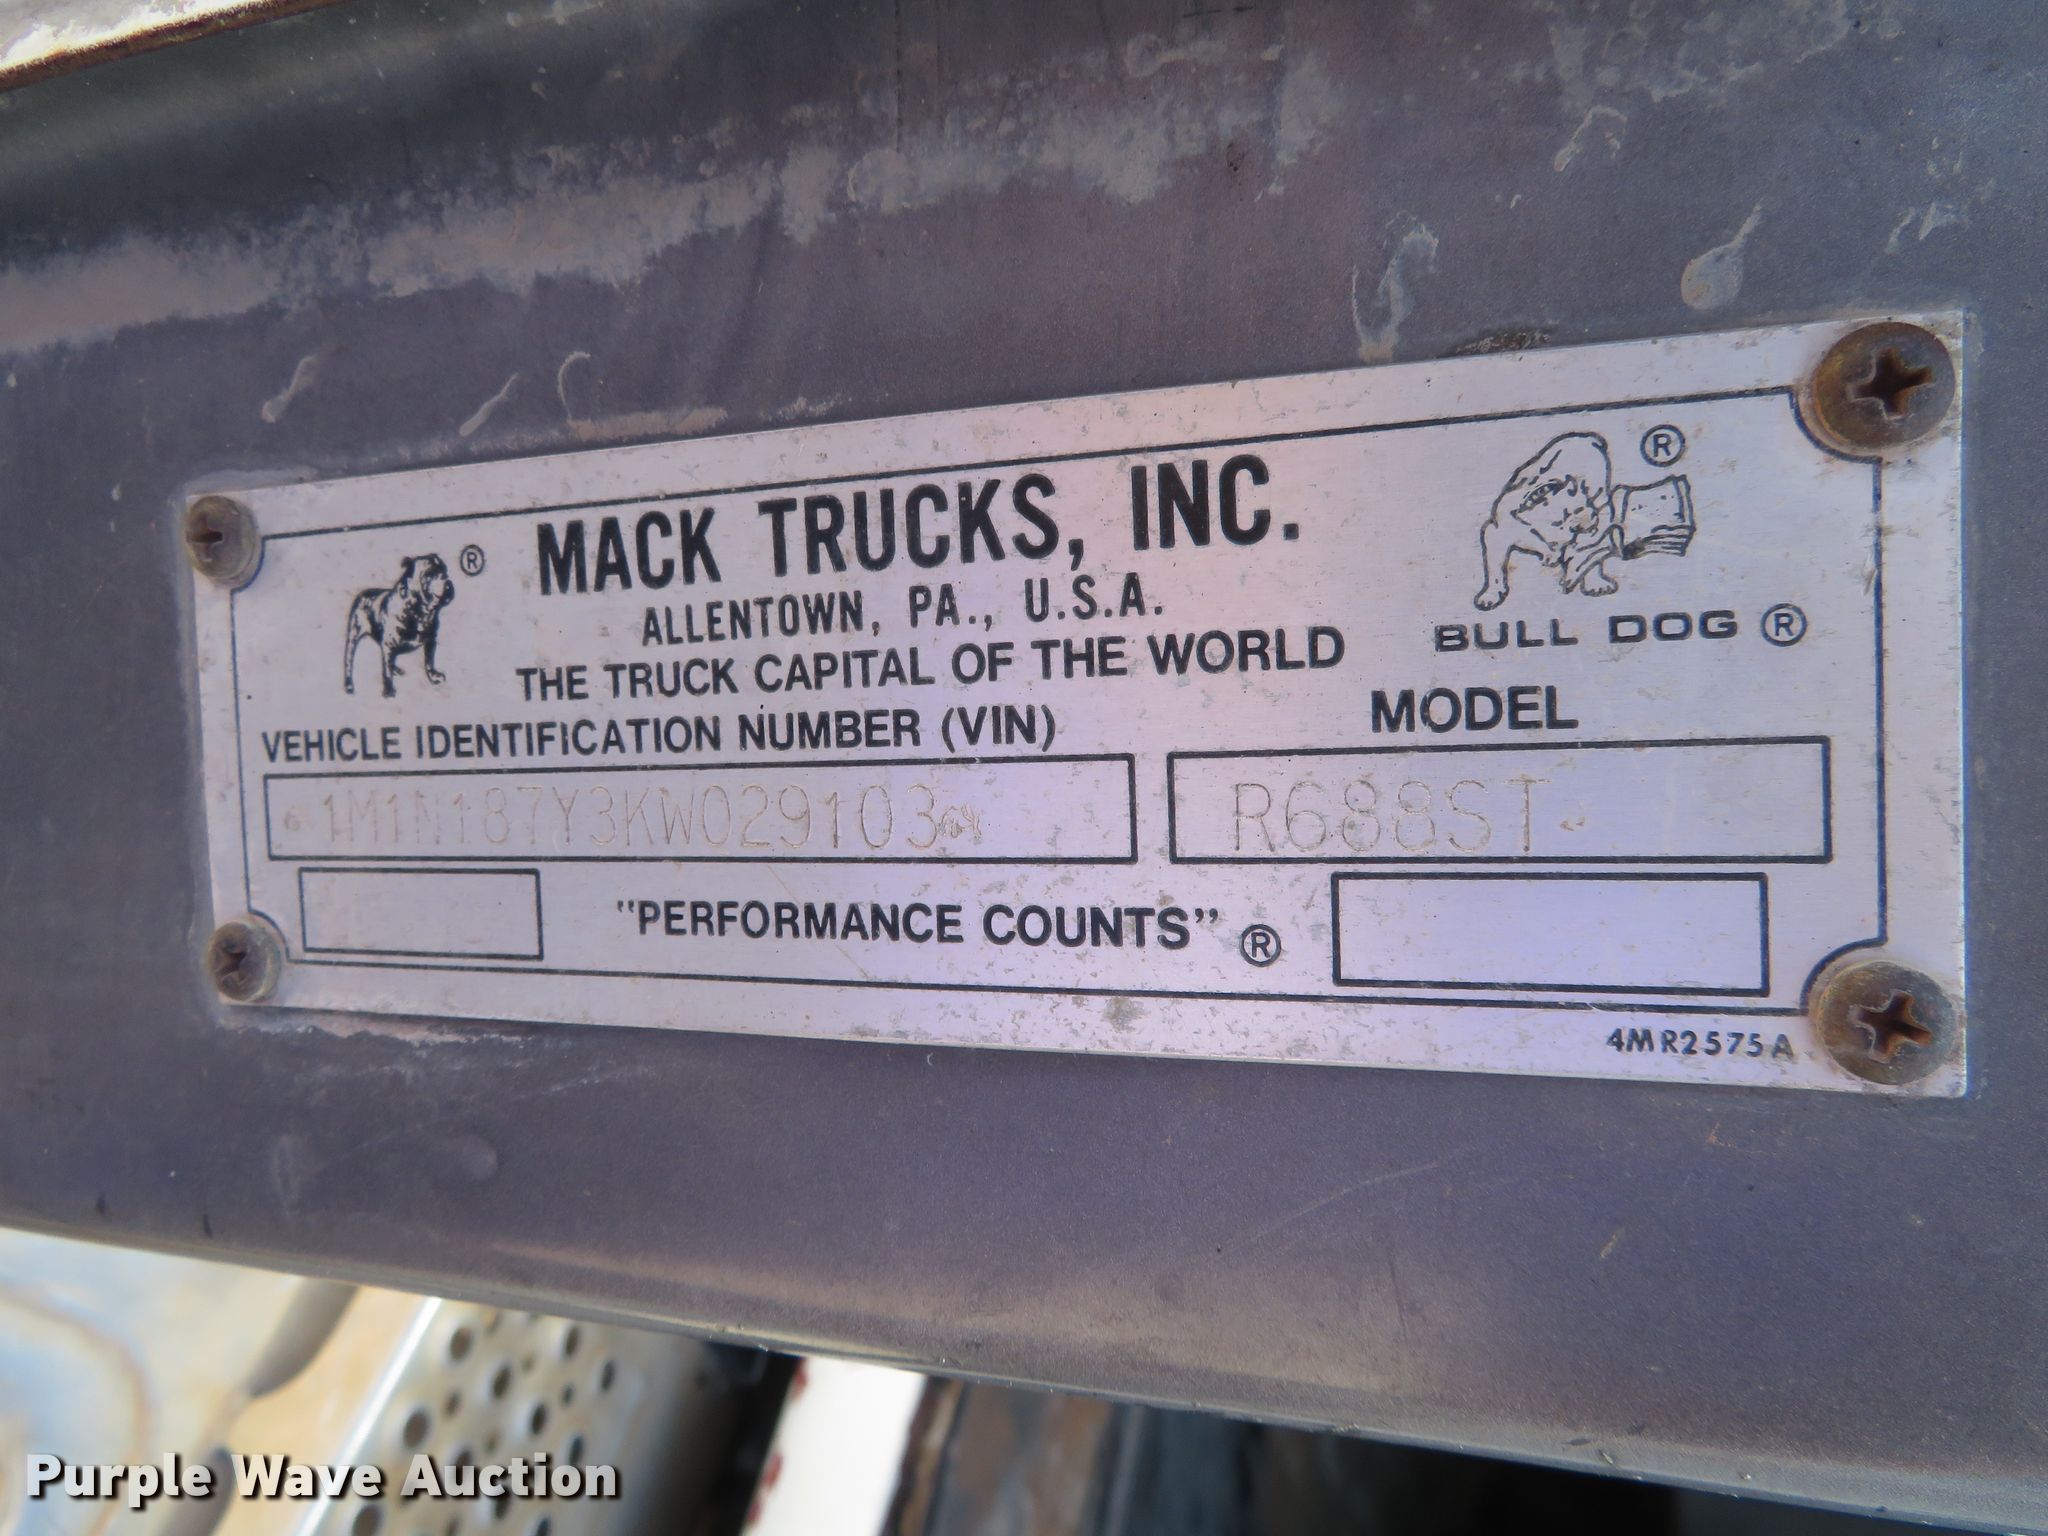 ®
MACK TRUCKS, INC.
ALLENTOWN, PA., U.S.A.
THE TRUCK CAPITAL OF THE WORLD
®
BULL DOG ®
VEHICLE IDENTIFICATION NUMBER (VIN)
MODEL
1M1N187Y3KW029103
R688ST
"PERFORMANCE COUNTS" ®
4MR2575A
Purple Wave Auction